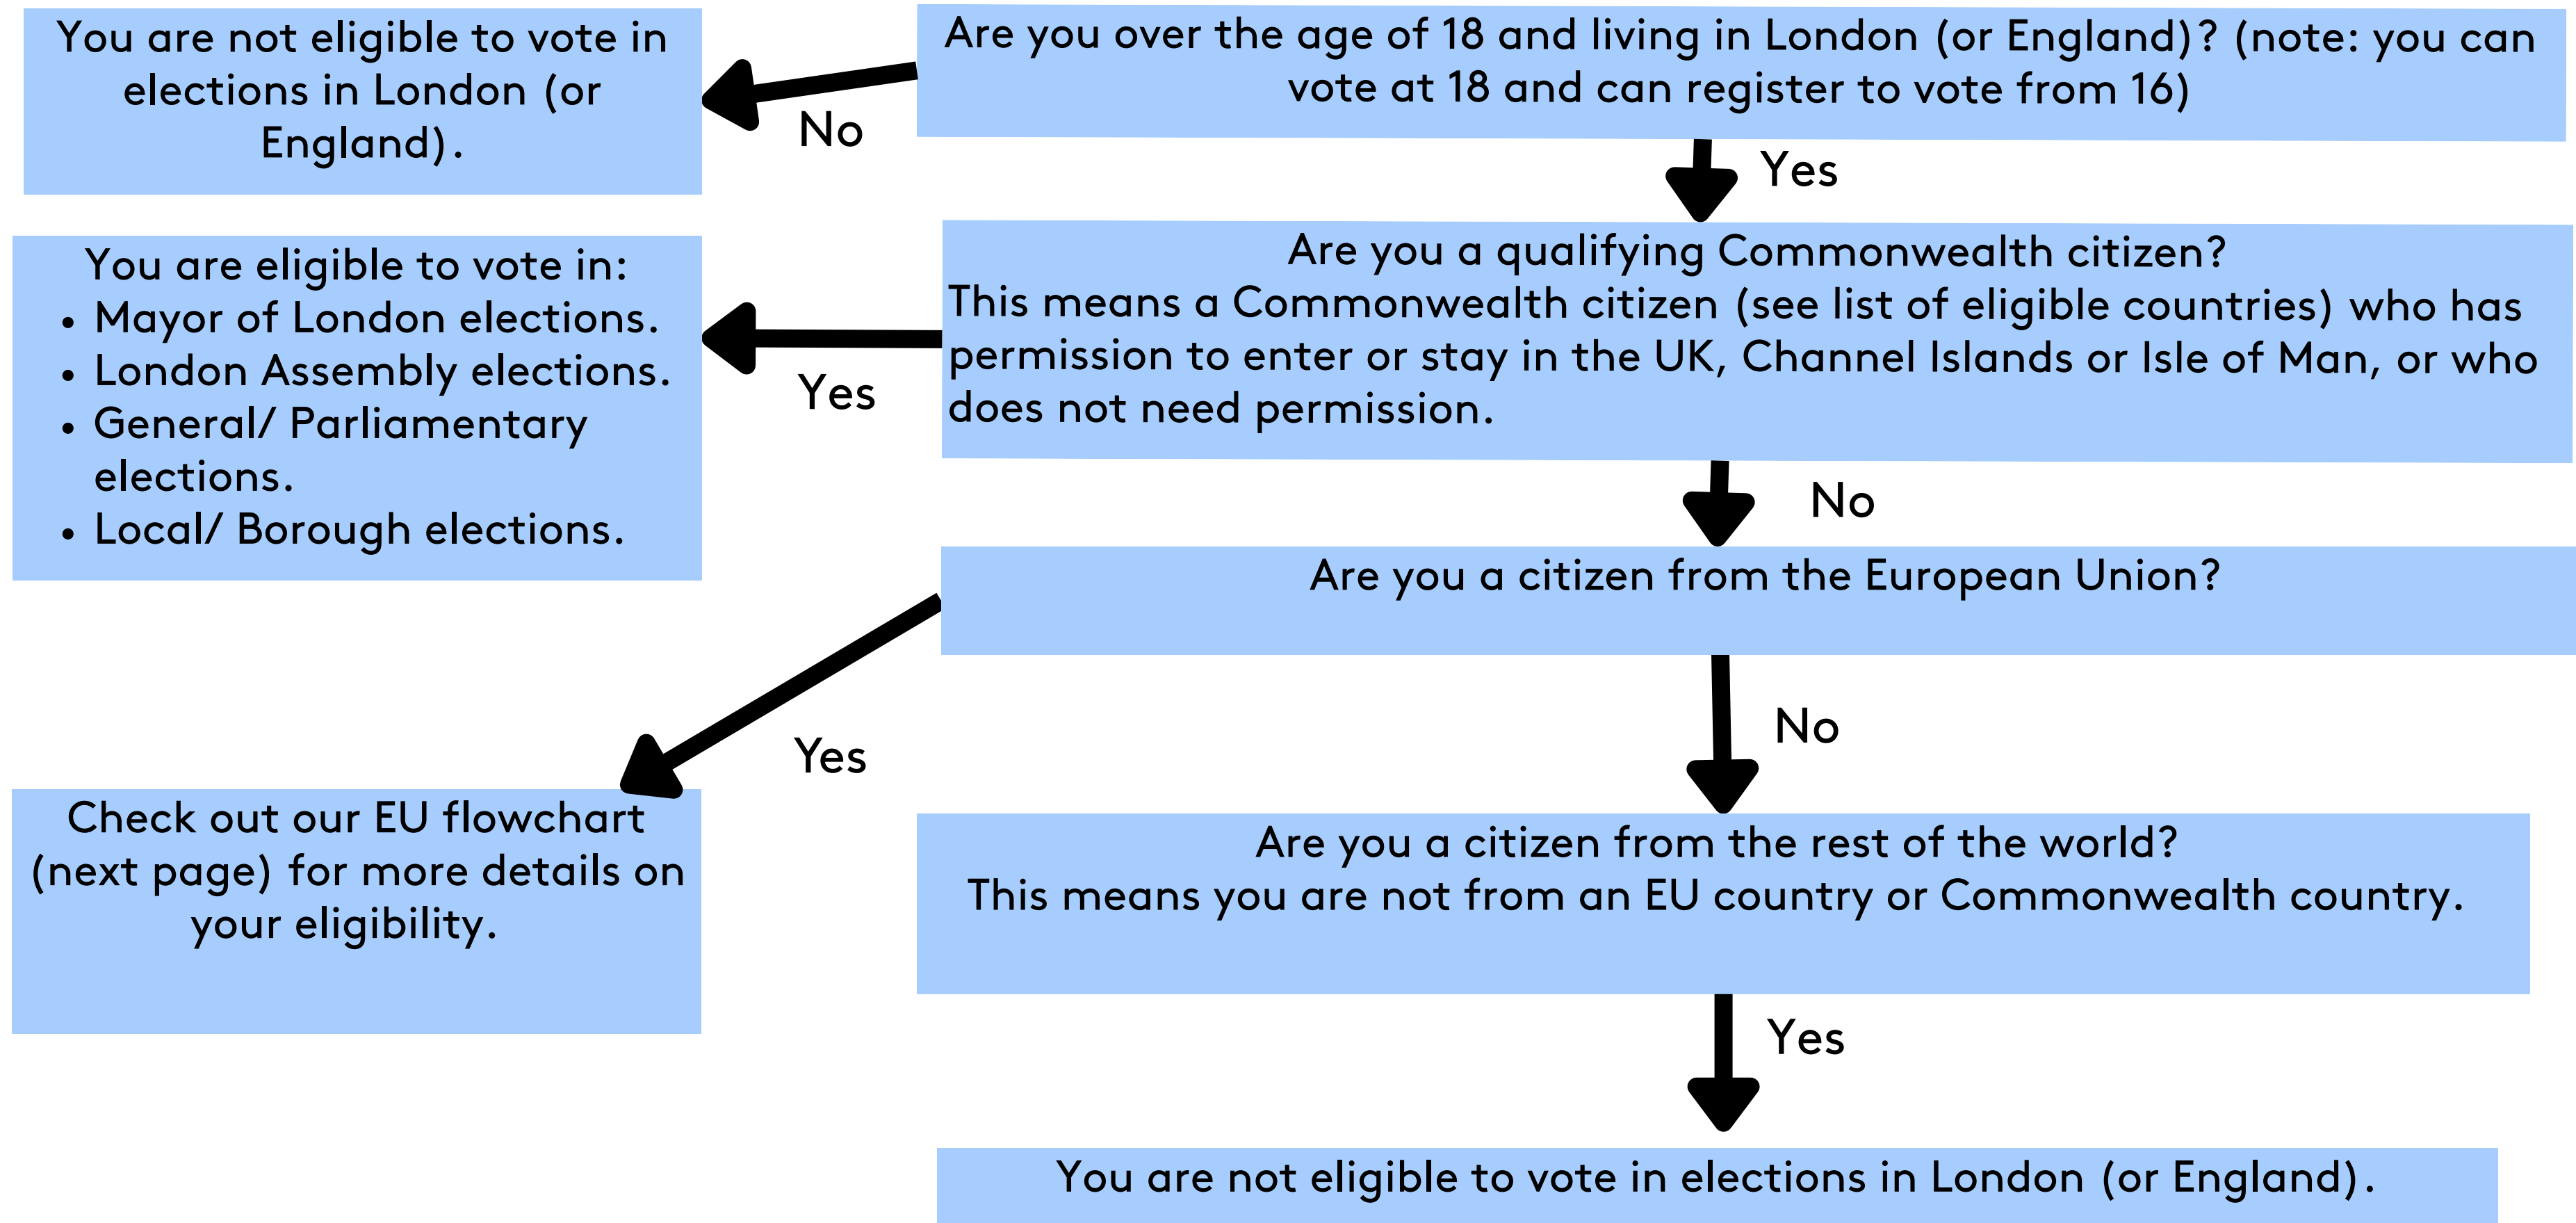 You are not eligible to vote in
elections in London (or
England).
Are you over the age of 18 and living in London (or England)? (note: you can
vote at 18 and can register to vote from 16)
No
Yes
You are eligible to vote in:
• Mayor of London elections.
• London Assembly elections.
• General/ Parliamentary
elections.
• Local/ Borough elections.
Are you a qualifying Commonwealth citizen?
This means a Commonwealth citizen (see list of eligible countries) who has
permission to enter or stay in the UK, Channel Islands or Isle of Man, or who
does not need permission.
Yes
No
Are you a citizen from the European Union?
Yes
No
Check out our EU flowchart
(next page) for more details on
your eligibility.
Are you a citizen from the rest of the world?
This means you are not from an EU country or Commonwealth country.
Yes
You are not eligible to vote in elections in London (or England).